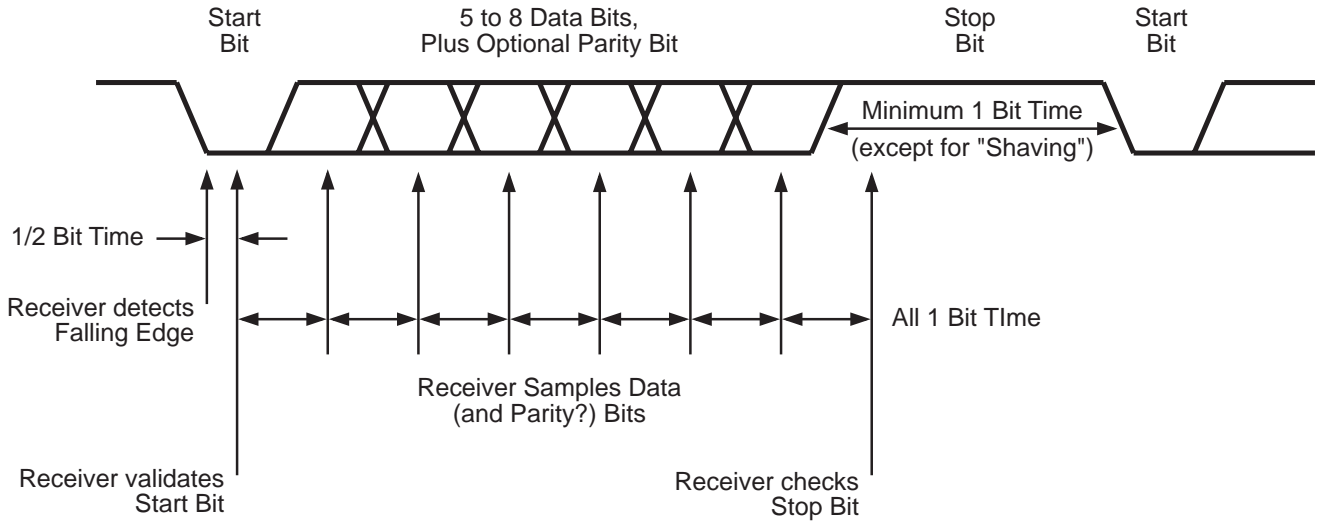 Start
Bit
5 to 8 Data Bits,
Plus Optional Parity Bit
Stop
Bit
Start
Bit
Minimum 1 Bit Time
(except for "Shaving")
1/2 Bit Time
Receiver detects
Falling Edge
All 1 Bit TIme
Receiver Samples Data
(and Parity?) Bits
Receiver validates
Start Bit
Receiver checks
Stop Bit